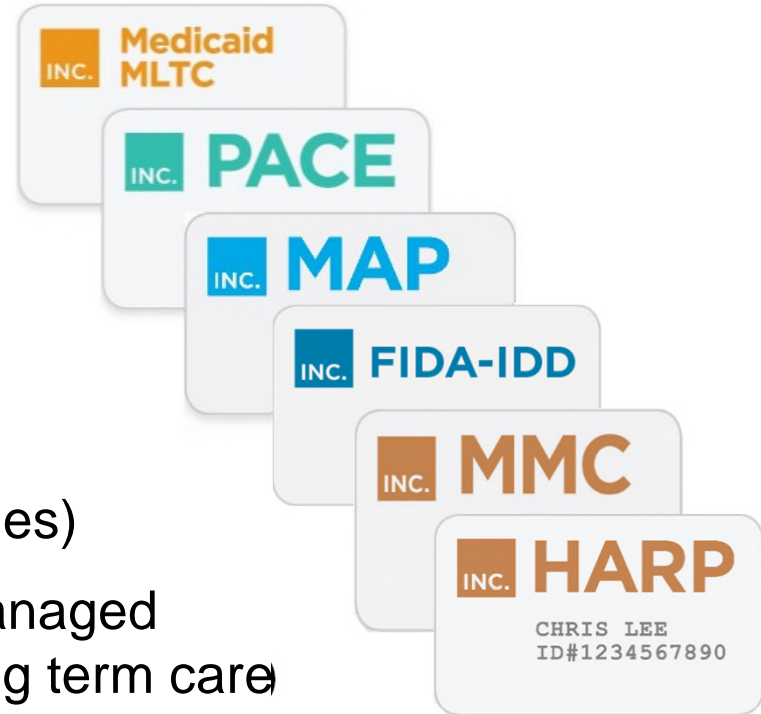 INC. Medicaid
MLTC
INC. PACE
INC. MAP
INC. FIDA-IDD
INC. MMC
INC. HARP
CHRIS LEE
ID#1234567890
es)
anaged
g term care